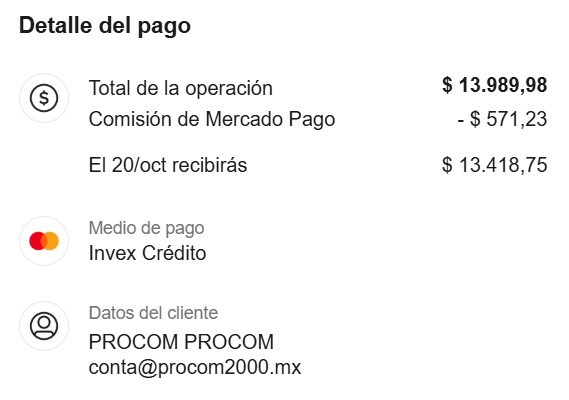 Detalle del pago
$
Total de la operación $ 13.989,98
Comisión de Mercado Pago - $ 571,23
El 20/oct recibirás $ 13.418,75
Medio de pago
Invex Crédito
Datos del cliente
PROCOM PROCOM
conta@procom2000.mx